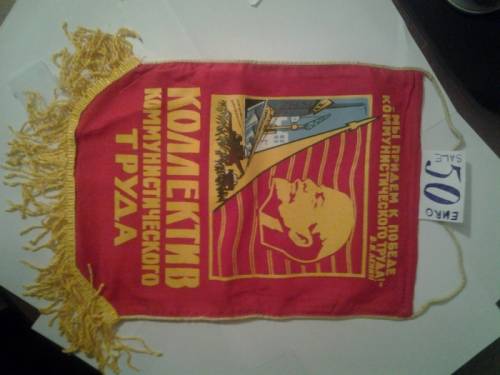 "МЫ ПРИДЕМ К ПОБЕДЕ
КОММУНИСТИЧЕСКОГО ТРУДА"
В.И. ЛЕНИН
КОЛЛЕКТИВ
КОММУНИСТИЧЕСКОГО
ТРУДА
SALE
50
EURO